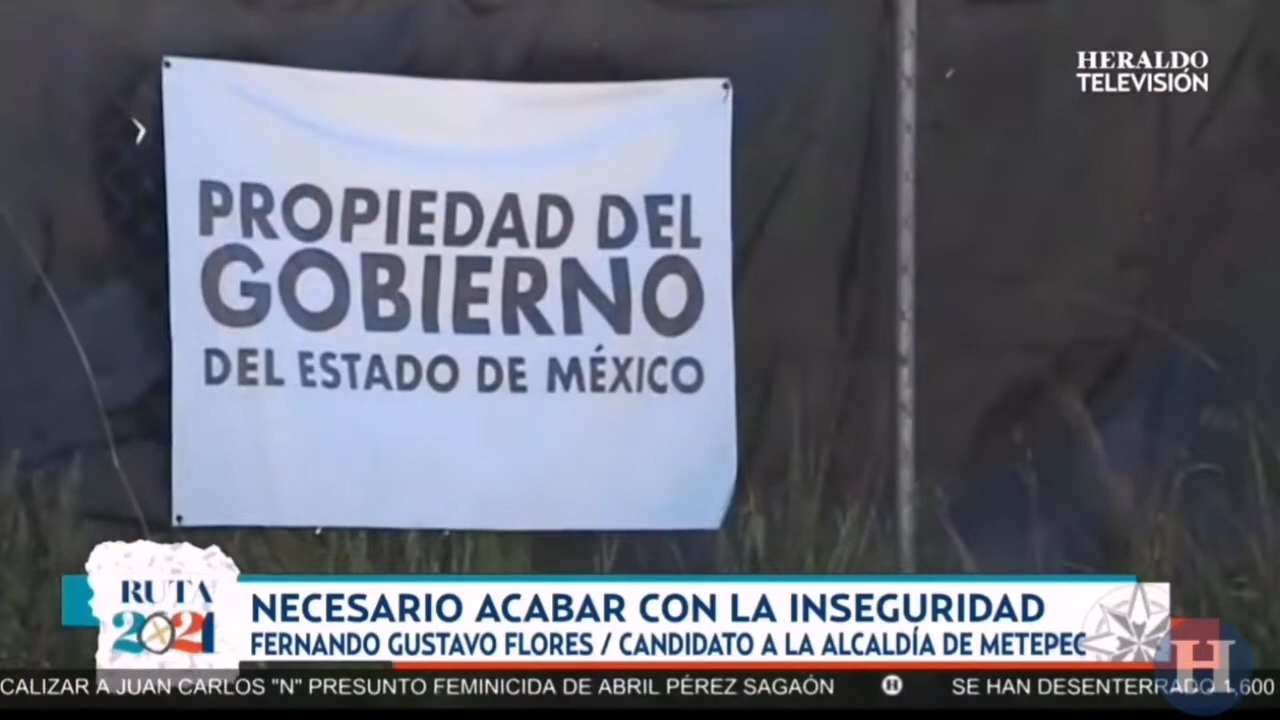 HERALDO
TELEVISIÓN
PROPIEDAD DEL
GOBIERNO
DEL ESTADO DE MÉXICO
RUTA
2021
NECESARIO ACABAR CON LA INSEGURIDAD
FERNANDO GUSTAVO FLORES / CANDIDATO A LA ALCALDÍA DE METEPEC
H
CALIZAR A JUAN CARLOS "N" PRESUNTO FEMINICIDA DE ABRIL PÉREZ SAGAÓN H SE HAN DESENTERRADO 1,600